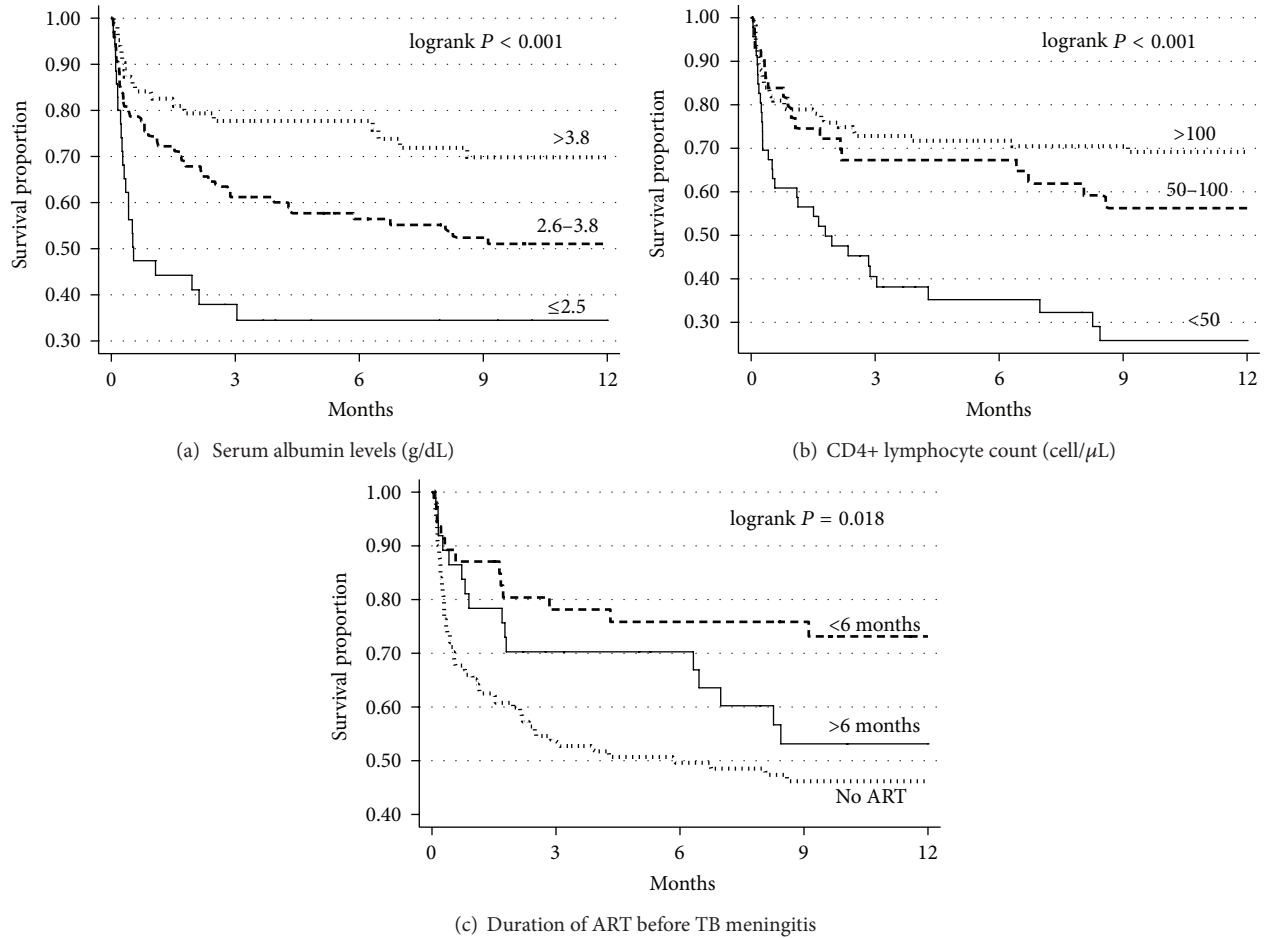 1.00
0.90
0.80
0.70
0.60
0.50
0.40
0.30
Survival proportion
logrank P < 0.001
>3.8
2.6–3.8
≤2.5
0 3 6 9 12
Months
(a) Serum albumin levels (g/dL)
1.00
0.90
0.80
0.70
0.60
0.50
0.40
0.30
Survival proportion
logrank P < 0.001
>100
50–100
<50
0 3 6 9 12
Months
(b) CD4+ lymphocyte count (cell/μL)
1.00
0.90
0.80
0.70
0.60
0.50
0.40
Survival proportion
logrank P = 0.018
<6 months
>6 months
No ART
0 3 6 9 12
Months
(c) Duration of ART before TB meningitis